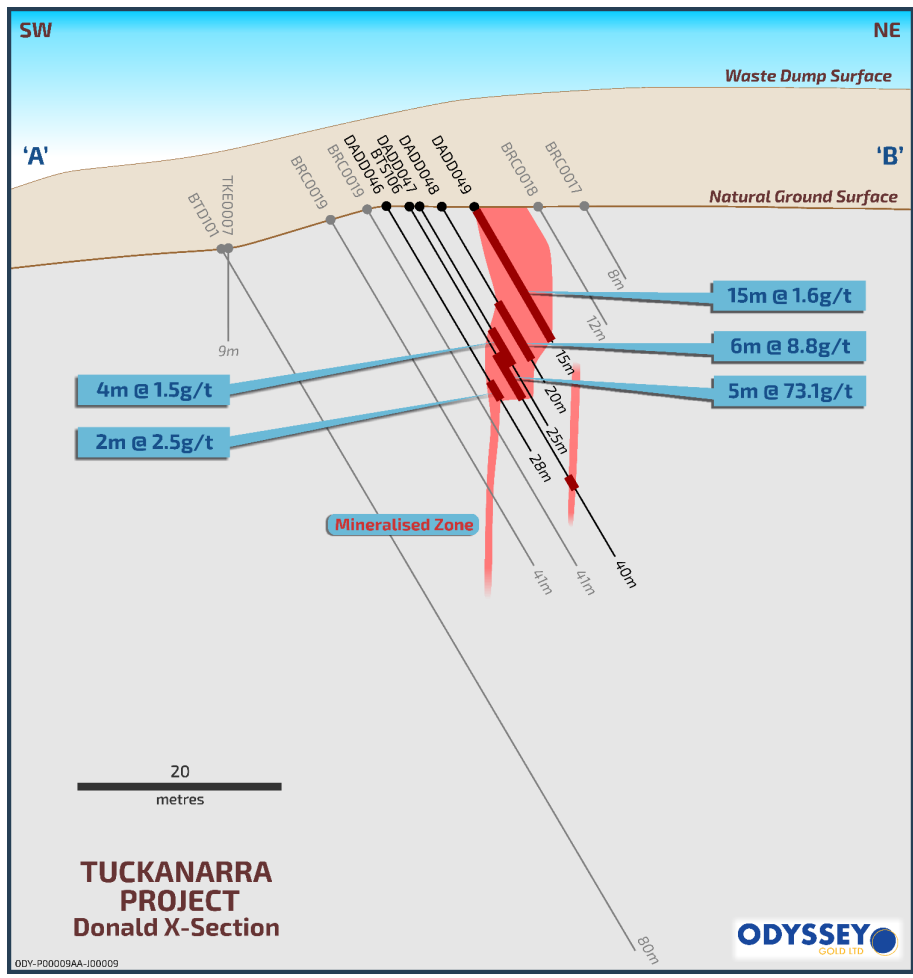 SW
NE
Waste Dump Surface
'A'
'B'
BTD101
TKE0007
BRC0019
BRC0019
DADD046
BTS106
DADD047
DADD048
DADD049
BRC0018
BRC0017
Natural Ground Surface
8m
15m @ 1.6g/t
12m
6m @ 8.8g/t
9m
15m
4m @ 1.5g/t
20m
5m @ 73.1g/t
2m @ 2.5g/t
25m
28m
Mineralised Zone
41m
41m
40m
20
metres
TUCKANARRA
PROJECT
Donald X-Section
80m
ODYSSEY
GOLD LTD
ODY-P00009AA-J00009